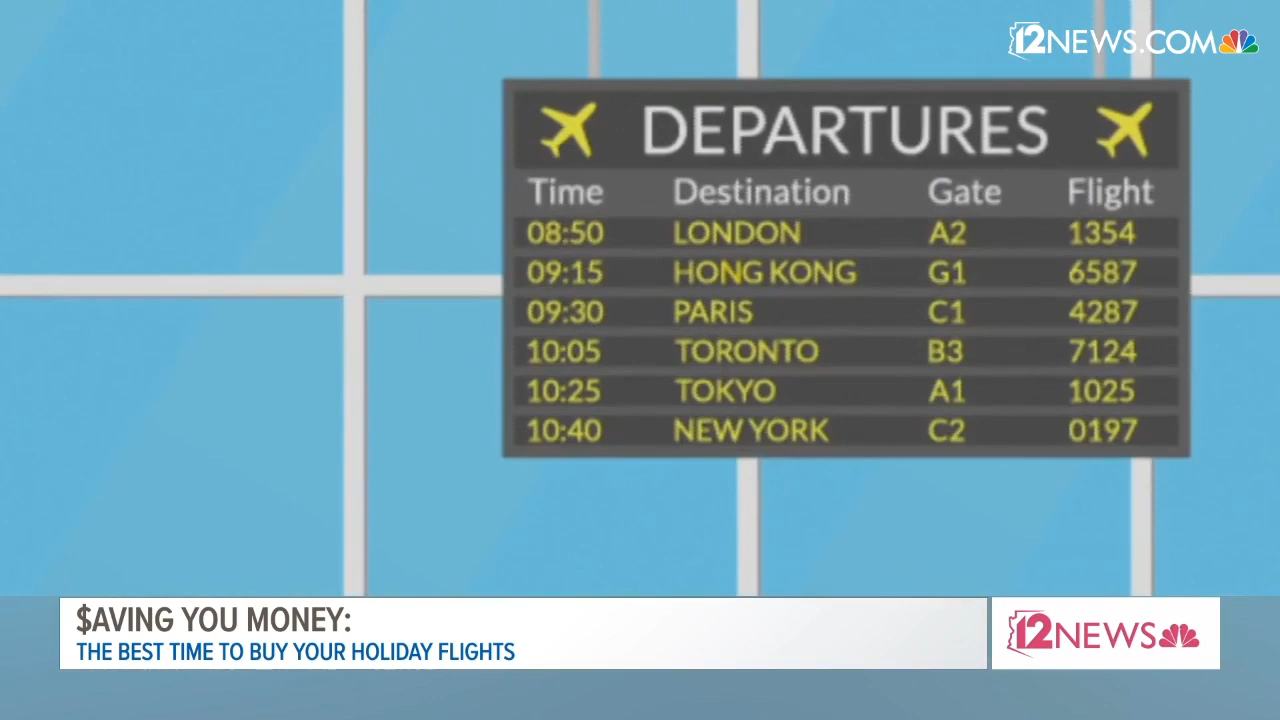 12NEWS.COM
DEPARTURES
Time Destination Gate Flight
08:50 LONDON A2 1354
09:15 HONG KONG G1 6587
09:30 PARIS C1 4287
10:05 TORONTO B3 7124
10:25 TOKYO A1 1025
10:40 NEW YORK C2 0197
$AVING YOU MONEY:
THE BEST TIME TO BUY YOUR HOLIDAY FLIGHTS
12NEWS